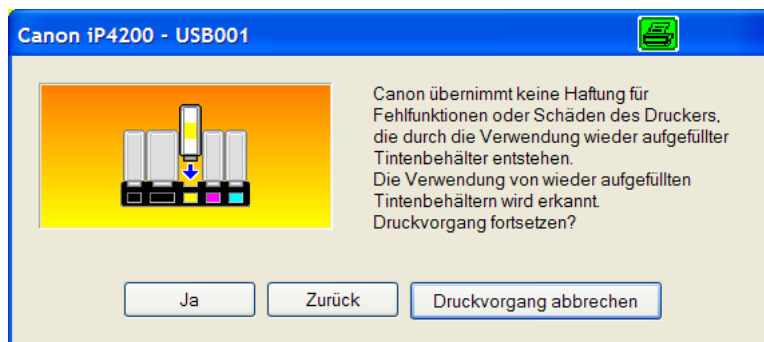 Canon iP4200 - USB001
Canon übernimmt keine Haftung für
Fehlfunktionen oder Schäden des Druckers,
die durch die Verwendung wieder aufgefüllter
Tintenbehälter entstehen.
Die Verwendung von wieder aufgefüllten
Tintenbehältern wird erkannt.
Druckvorgang fortsetzen?
Ja Zurück Druckvorgang abbrechen